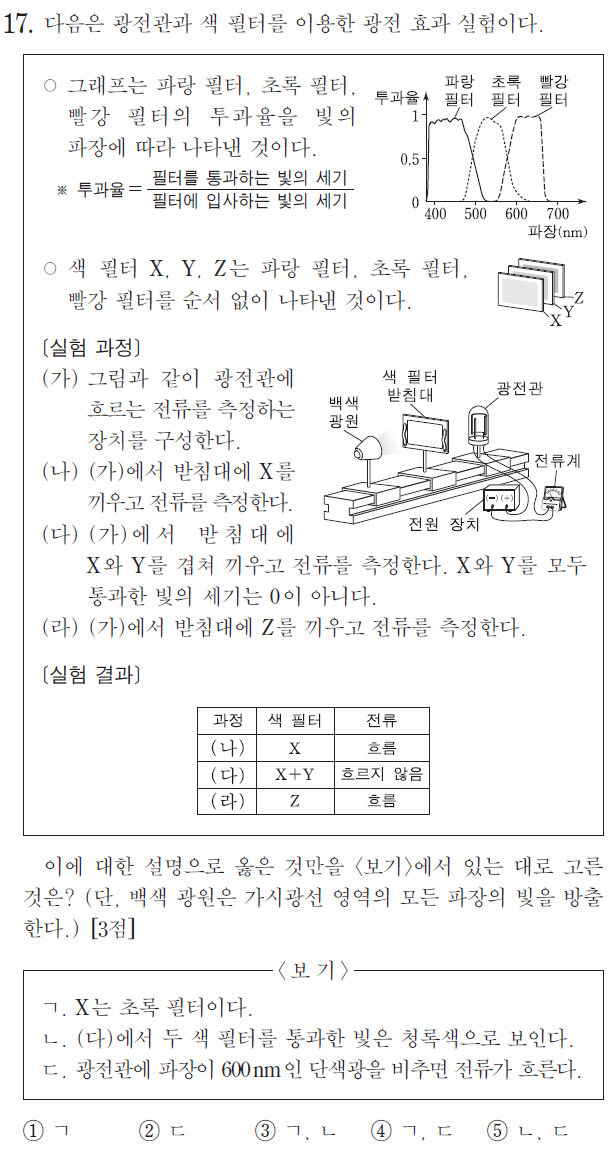 17. 다음은 광전관과 색 필터를 이용한 광전 효과 실험이다.
○ 그래프는 파랑 필터, 초록 필터,
빨강 필터의 투과율을 빛의
파장에 따라 나타낸 것이다.
※ 투과율 = 필터를 통과하는 빛의 세기
필터에 입사하는 빛의 세기
투과율
파랑 초록 빨강
필터 필터 필터
1
0.5
0
400 500 600 700
파장(nm)
○ 색 필터 X, Y, Z는 파랑 필터, 초록 필터,
빨강 필터를 순서 없이 나타낸 것이다.
Z
Y
X
〔실험 과정〕
(가) 그림과 같이 광전관에
흐르는 전류를 측정하는
장치를 구성한다.
(나) (가)에서 받침대에 X를
끼우고 전류를 측정한다.
(다) (가)에서 받침대에
X와 Y를 겹쳐 끼우고 전류를 측정한다. X와 Y를 모두
통과한 빛의 세기는 0이 아니다.
(라) (가)에서 받침대에 Z를 끼우고 전류를 측정한다.
백색
광원
색 필터
받침대
광전관
전류계
(−) (+)
전원 장치
〔실험 결과〕
과정 색 필터 전류
(나) X 흐름
(다) X+Y 흐르지 않음
(라) Z 흐름
이에 대한 설명으로 옳은 것만을 〈보기〉에서 있는 대로 고른
것은? (단, 백색 광원은 가시광선 영역의 모든 파장의 빛을 방출
한다.) [3점]
〈보 기〉
ㄱ. X는 초록 필터이다.
ㄴ. (다)에서 두 색 필터를 통과한 빛은 청록색으로 보인다.
ㄷ. 광전관에 파장이 600nm인 단색광을 비추면 전류가 흐른다.
① ㄱ ② ㄷ ③ ㄱ, ㄴ ④ ㄱ, ㄷ ⑤ ㄴ, ㄷ